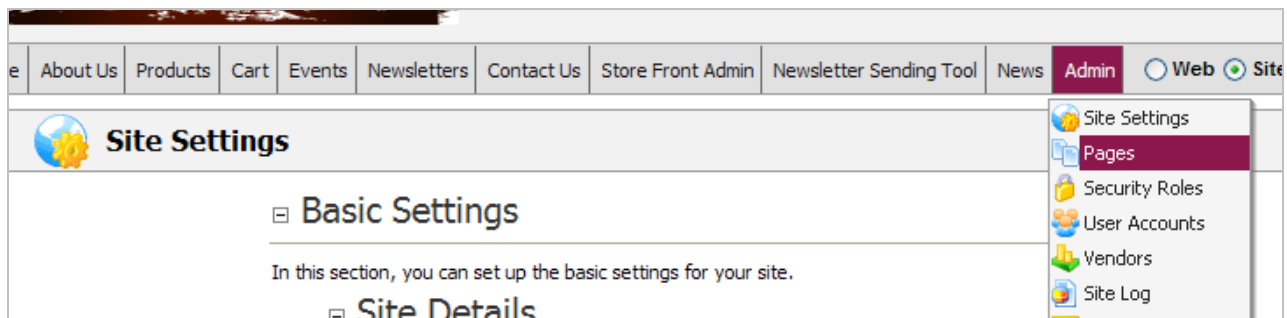 e About Us Products Cart Events Newsletters Contact Us Store Front Admin Newsletter Sending Tool News Admin Web Site
Site Settings
Site Settings
Pages
Security Roles
Basic Settings
User Accounts
Vendors
In this section, you can set up the basic settings for your site.
Site Log
Site Details